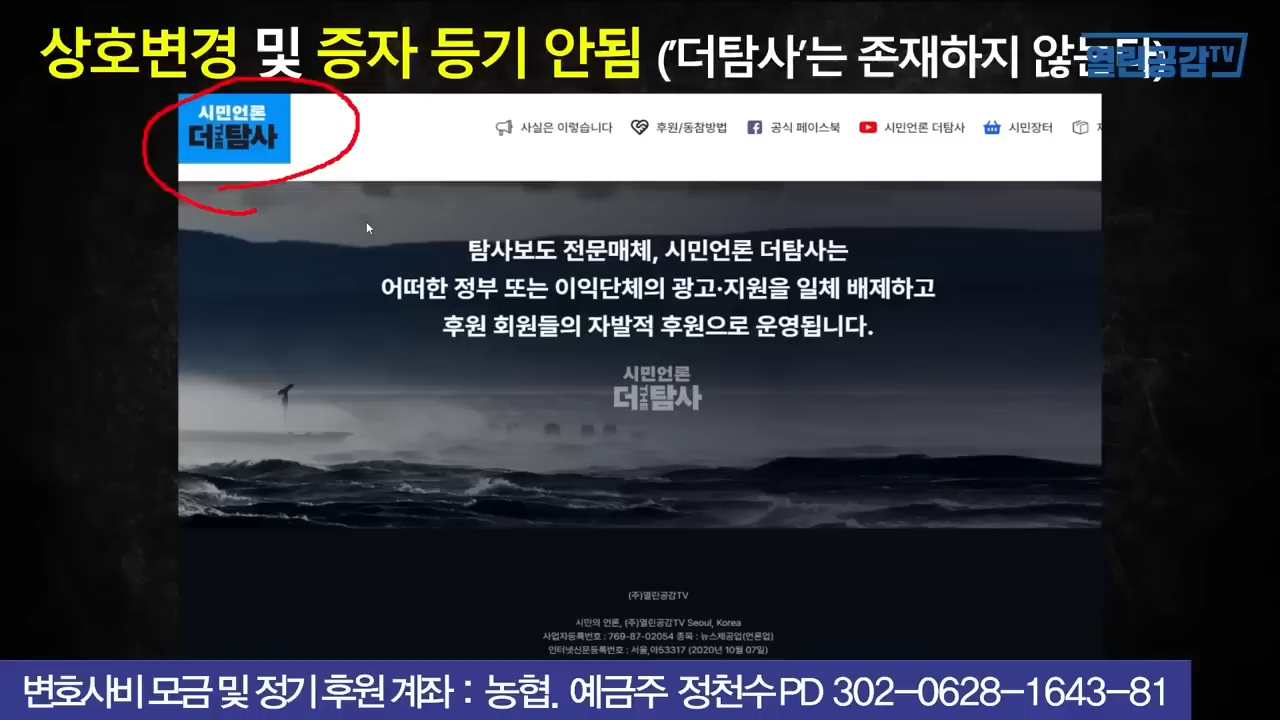 상호변경 및 증자 등기 안됨 ('더탐사'는 존재하지 않는다)
열린공감TV
시민언론
더탐사
사실은 이렇습니다 후원/동참방법 공식 페이스북 시민언론 더탐사 시민장터
탐사보도 전문매체, 시민언론 더탐사는
어떠한 정부 또는 이익단체의 광고·지원을 일체 배제하고
후원 회원들의 자발적 후원으로 운영됩니다.
시민언론
더THE탐사
(주)열린공감TV
시민의 언론, (주)열린공감TV Seoul, Korea
사업자등록번호 : 769-87-02054 종목 : 뉴스제공업(언론업)
인터넷신문등록번호 : 서울,아53317 (2020년 10월 07일)
변호사비 모금 및 정기 후원 계좌 : 농협. 예금주 정천수PD 302-0628-1643-81